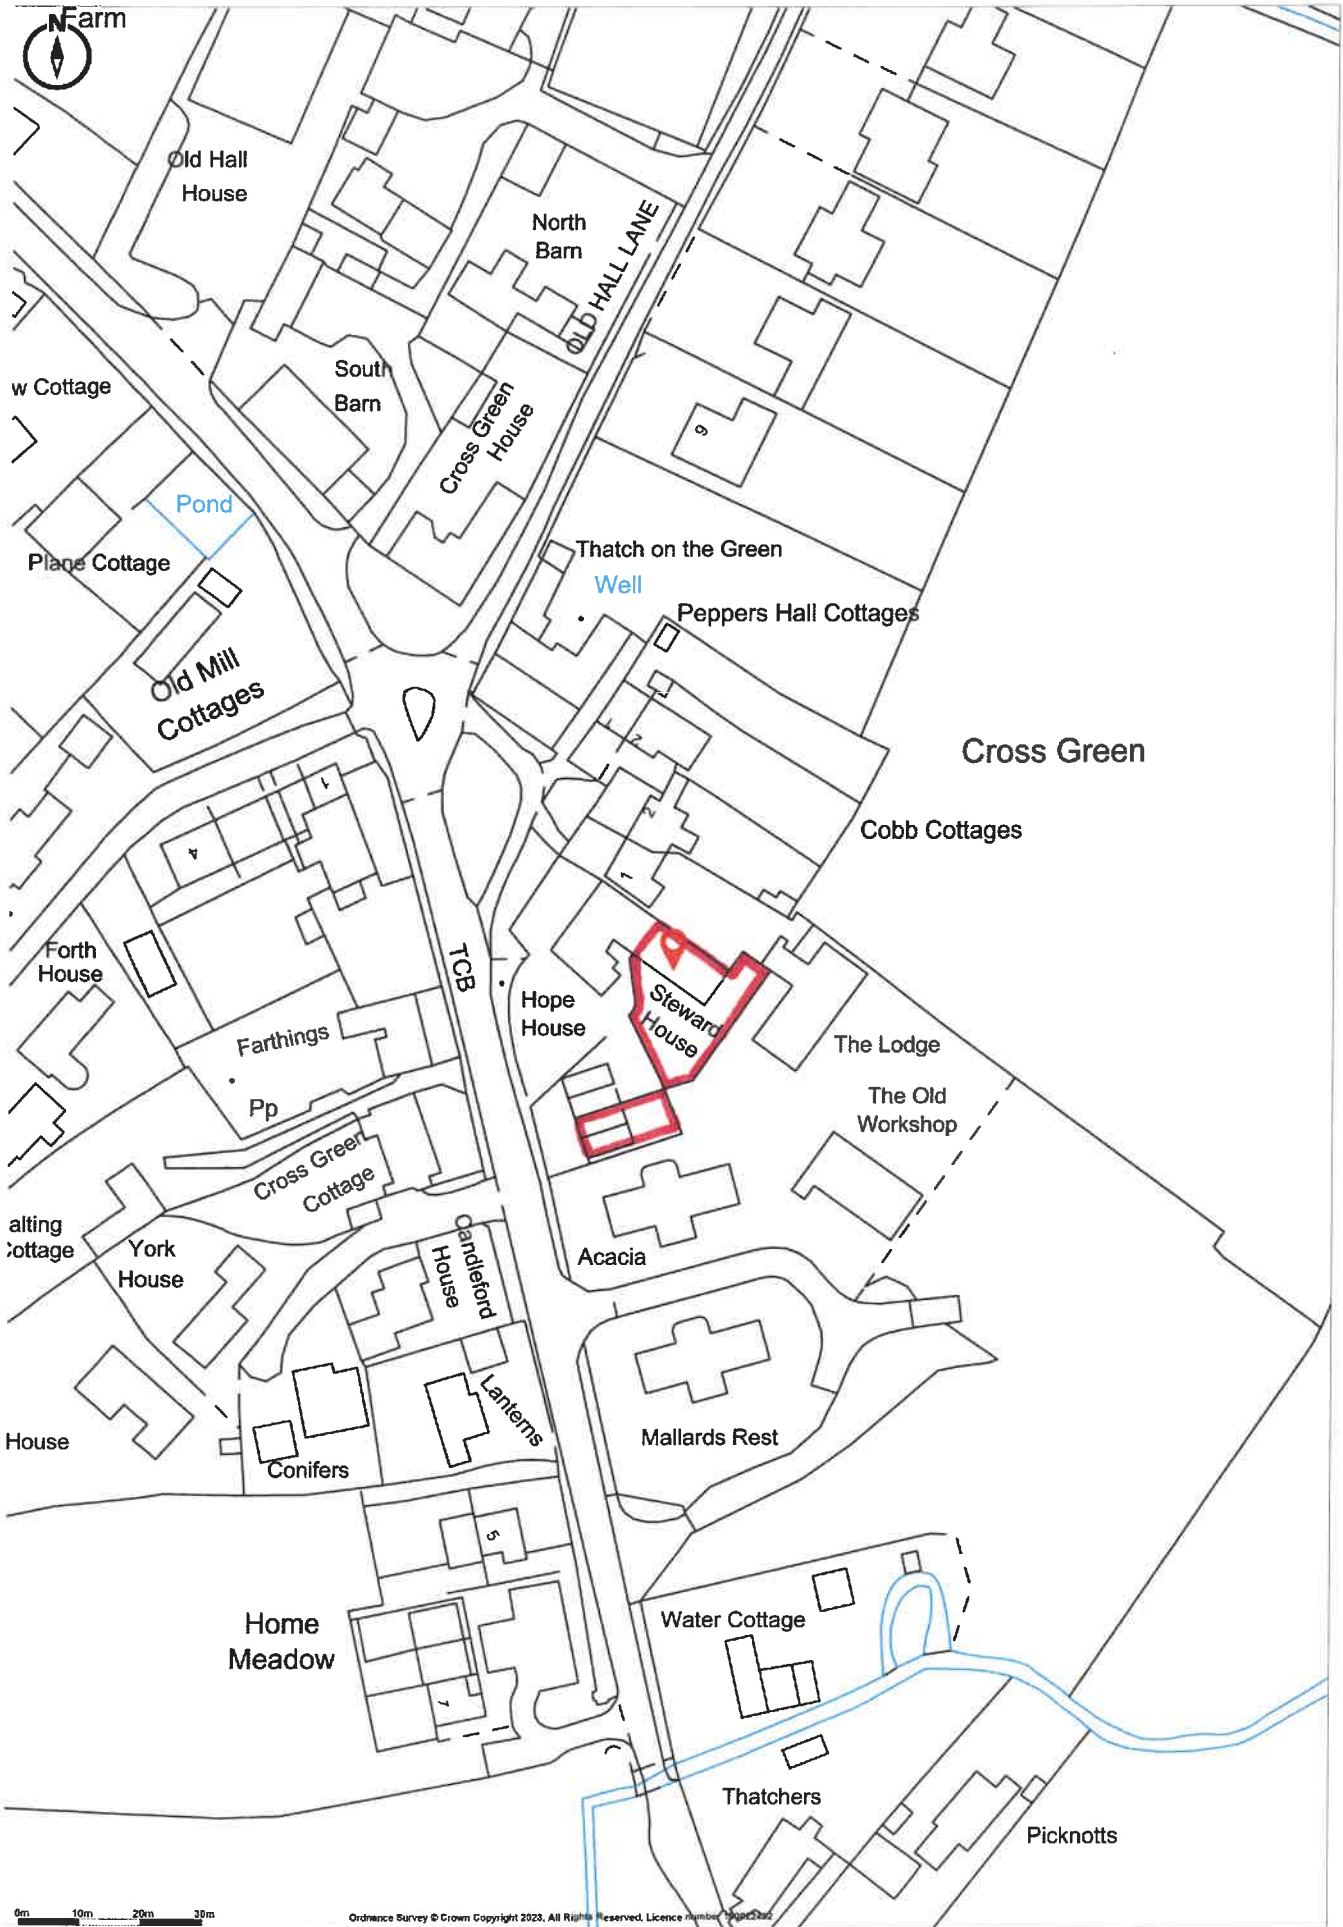 N
Farm
Old Hall
House
North
Barn
OLD HALL LANE
South
Barn
w Cottage
Cross Green
House
9
Pond
Plane Cottage
Thatch on the Green
Well
Peppers Hall Cottages
Old Mill
Cottages
2
Cross Green
1
2
Cobb Cottages
4
1
Forth
House
TCB
Hope
House
Steward
House
Farthings
The Lodge
Pp
The Old
Workshop
Cross Green
Cottage
alting
Cottage
York
House
Candleford
House
Acacia
Lanterns
House
Conifers
Mallards Rest
5
Home
Meadow
Water Cottage
7
Thatchers
Picknotts
0m 10m 20m 30m
Ordnance Survey © Crown Copyright 2023. All Rights Reserved. Licence number